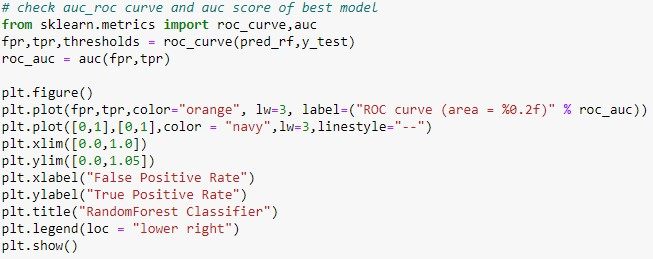 # check auc_roc curve and auc score of best model
from sklearn.metrics import roc_curve,auc
fpr,tpr,thresholds = roc_curve(pred_rf,y_test)
roc_auc = auc(fpr,tpr)
plt.figure()
plt.plot(fpr,tpr,color="orange", lw=3, label=("ROC curve (area = %0.2f)" % roc_auc))
plt.plot([0,1],[0,1],color = "navy",lw=3,linestyle="--")
plt.xlim([0.0,1.0])
plt.ylim([0.0,1.05])
plt.xlabel("False Positive Rate")
plt.ylabel("True Positive Rate")
plt.title("RandomForest Classifier")
plt.legend(loc = "lower right")
plt.show()